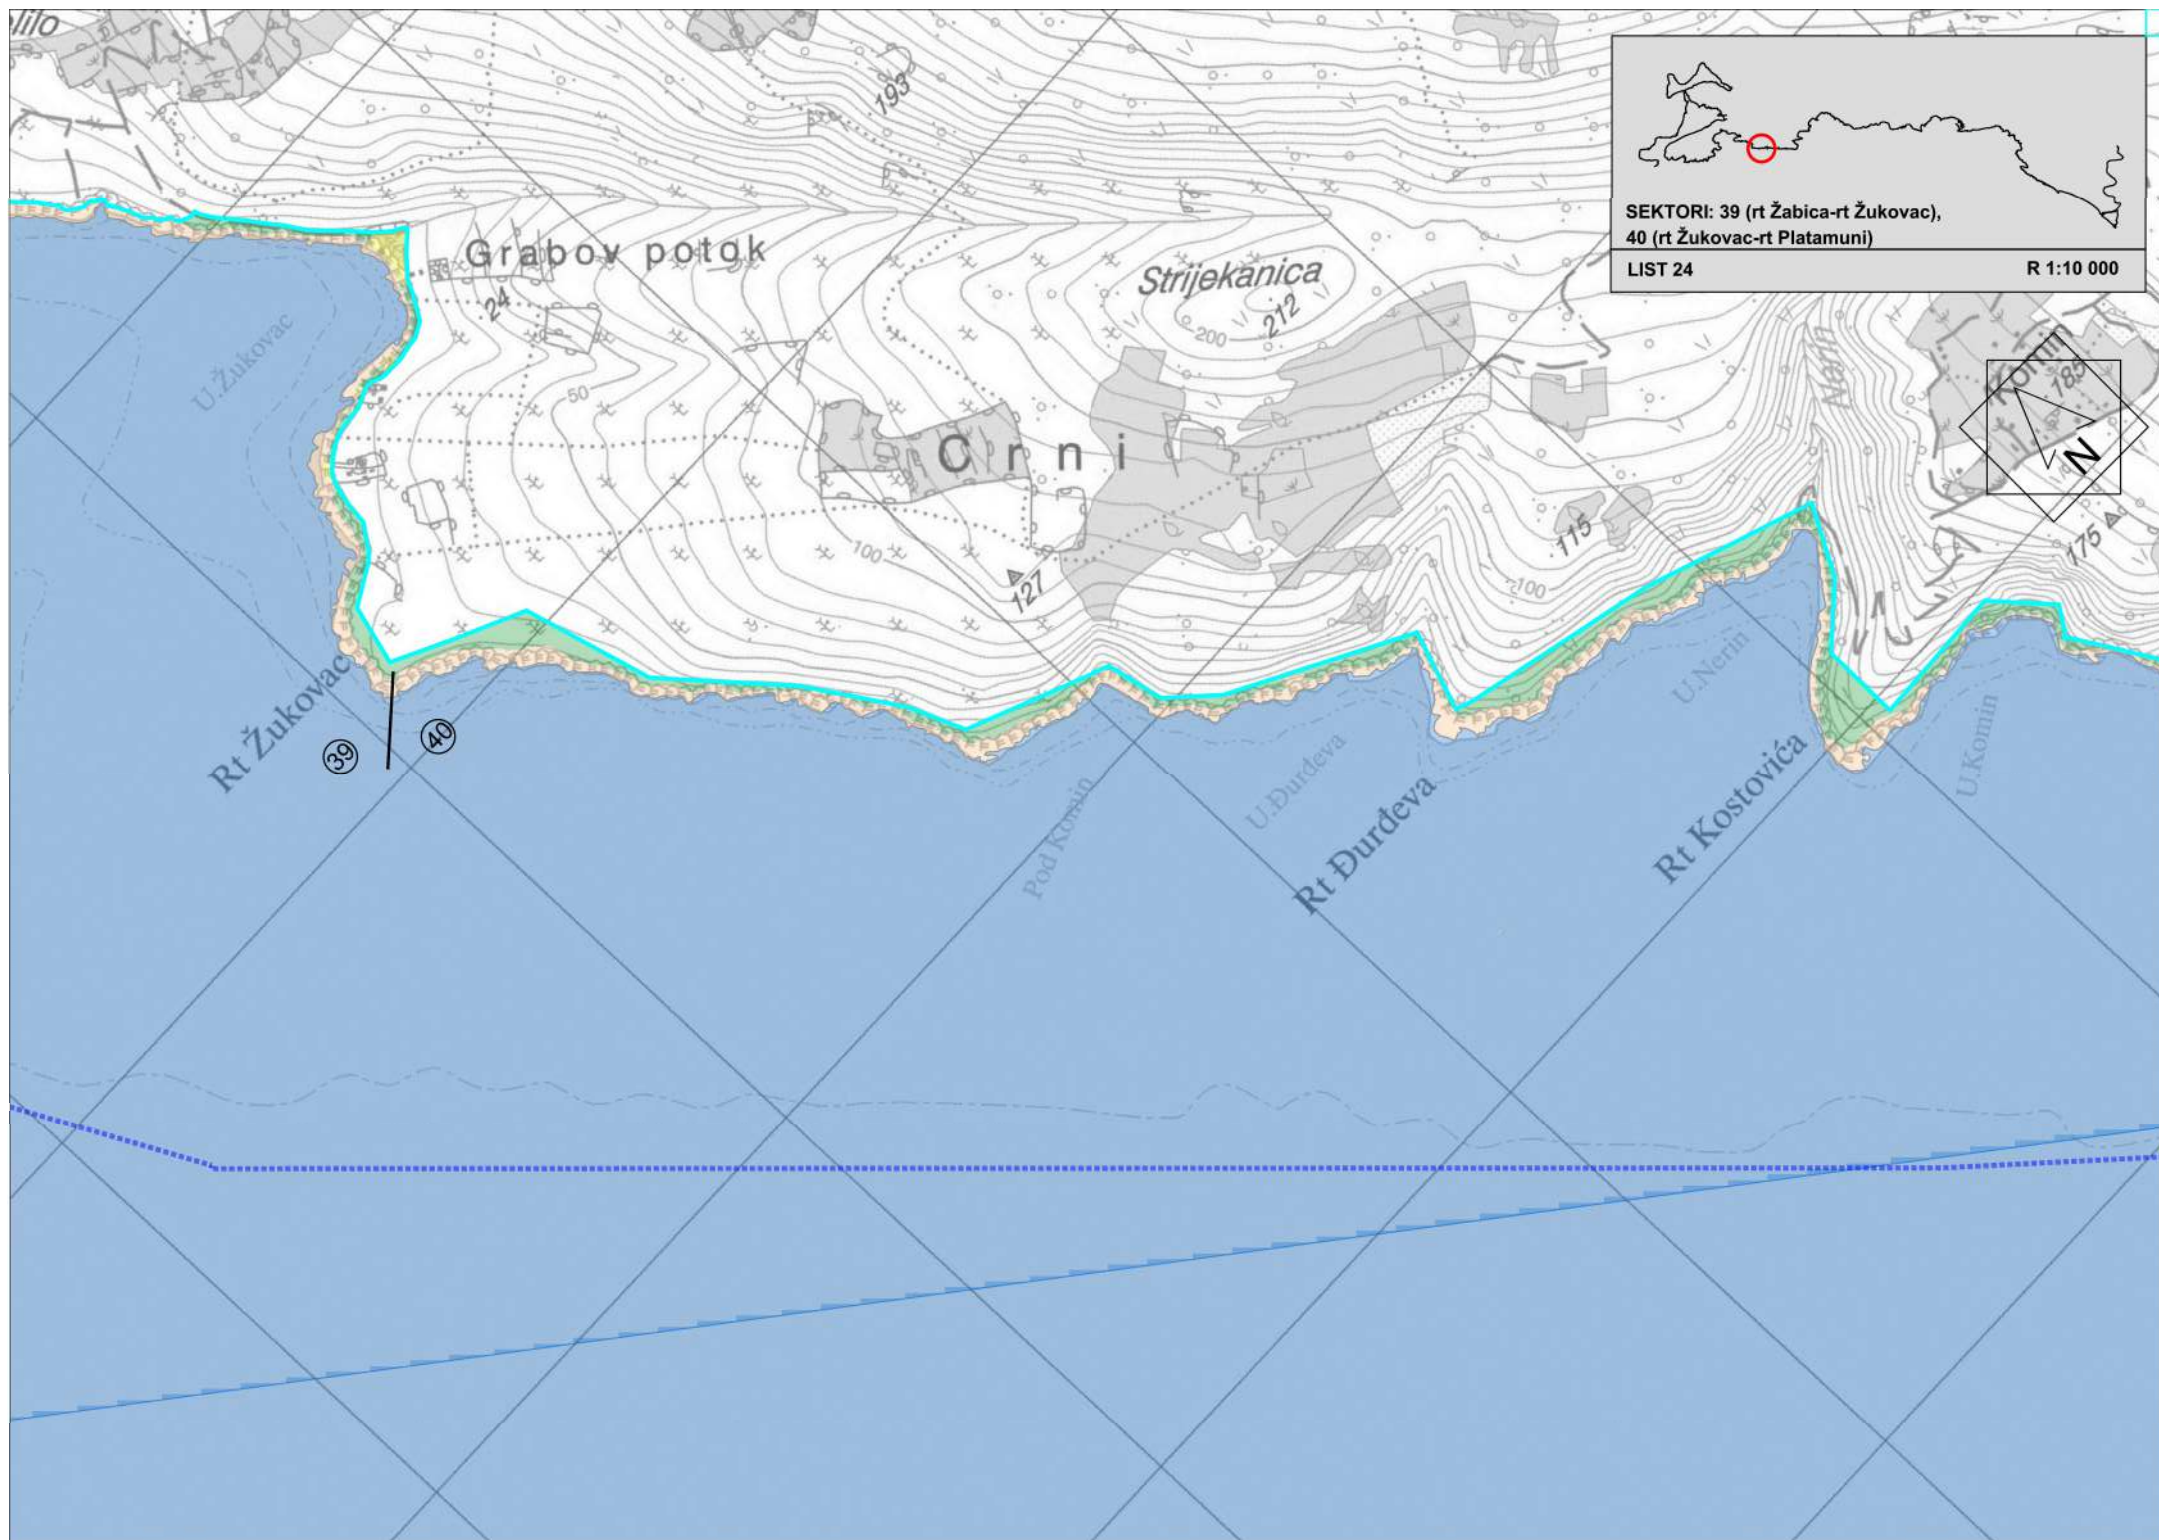 193
SEKTORI: 39 (rt Žabica-rt Žukovac),
40 (rt Žukovac-rt Platamuni)
LIST 24
R 1:10 000
Grabov potok
24
Strijekanica
212
200
U.Žukovac
50
Nerin
Komin
185
N
Crni
100
127
115
100
175
Rt Žukovac
39
40
Pod Komin
U.Đurđeva
Rt Đurđeva
U.Nerin
Rt Kostovića
U.Komin